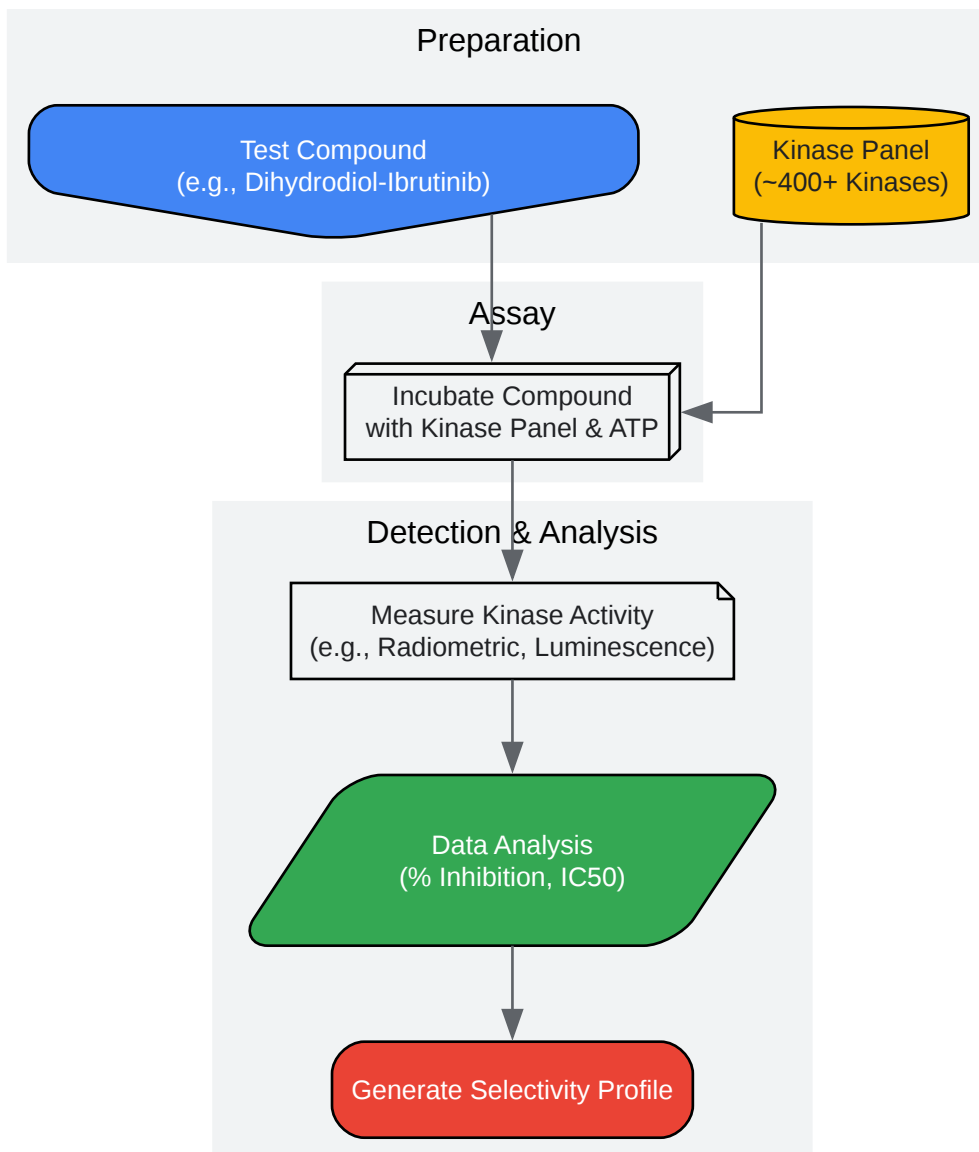 Preparation
Test Compound
(e.g., Dihydrodiol-Ibrutinib)
Kinase Panel
(~400+ Kinases)
Assay
Incubate Compound
with Kinase Panel & ATP
Detection & Analysis
Measure Kinase Activity
(e.g., Radiometric, Luminescence)
Data Analysis
(% Inhibition, IC50)
Generate Selectivity Profile